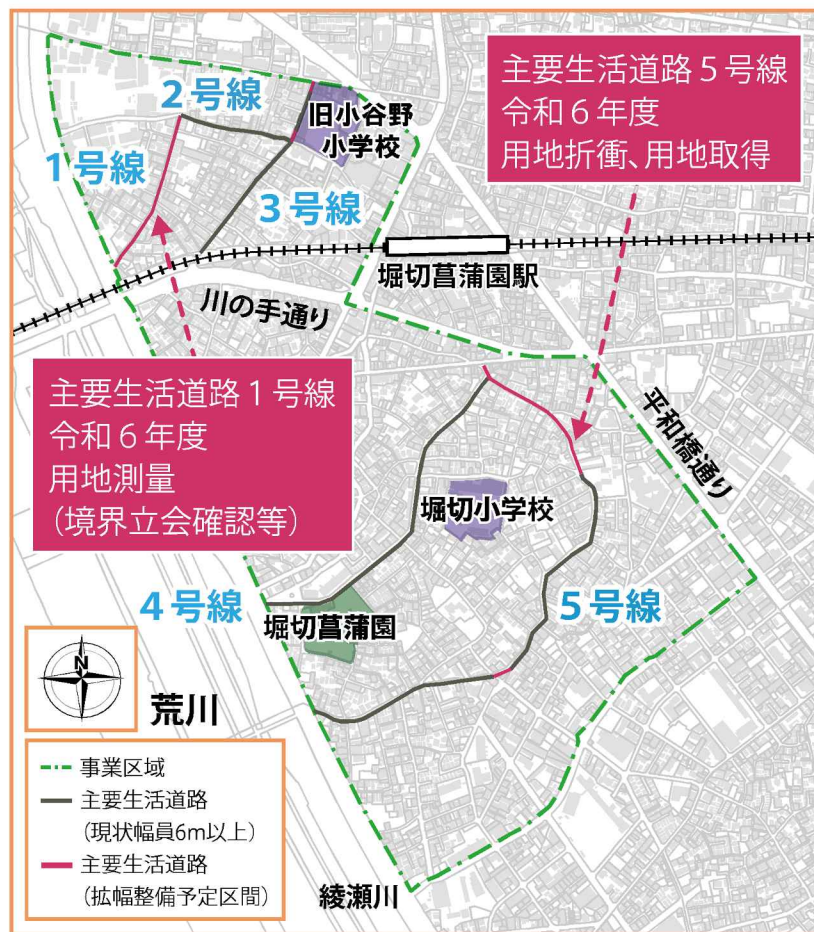 主要生活道路5号線
令和6年度
用地折衝、用地取得
2号線
旧小谷野
小学校
1号線
3号線
堀切菖蒲園駅
川の手通り
主要生活道路1号線
令和6年度
用地測量
(境界立会確認等)
平和橋通り
堀切小学校
4号線
堀切菖蒲園
5号線
N
荒川
事業区域
主要生活道路
(現状幅員6m以上)
主要生活道路
(拡幅整備予定区間)
綾瀬川